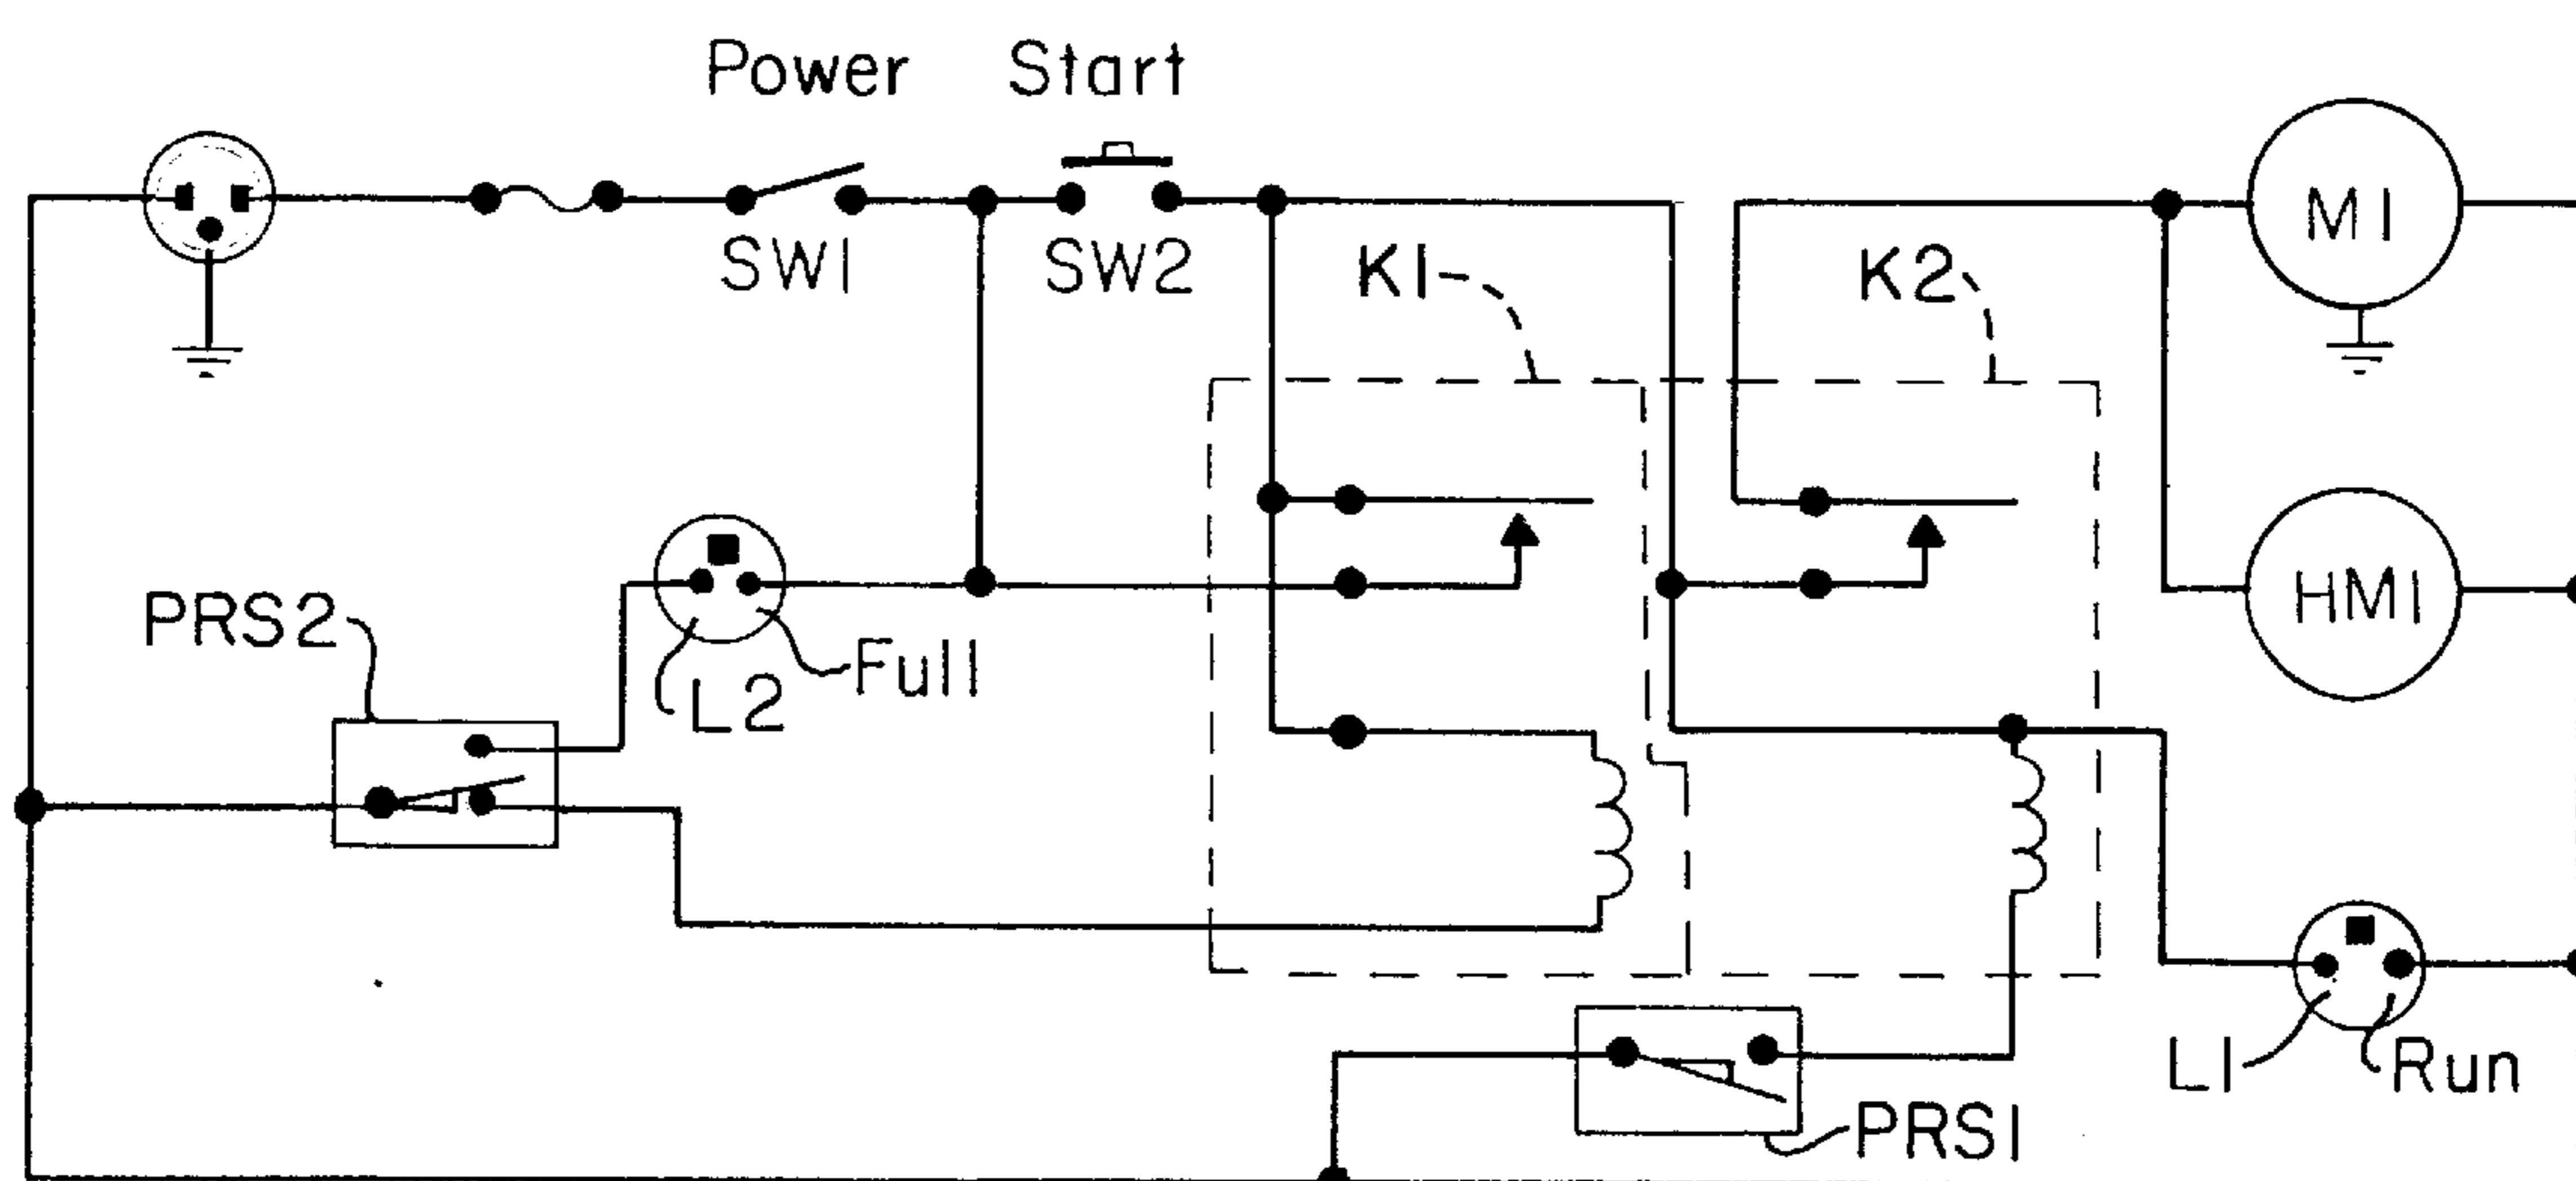 Power
Start
SW1
SW2
K1
K2
M1
HM1
PRS2
L2
Full
L1
Run
PRS1